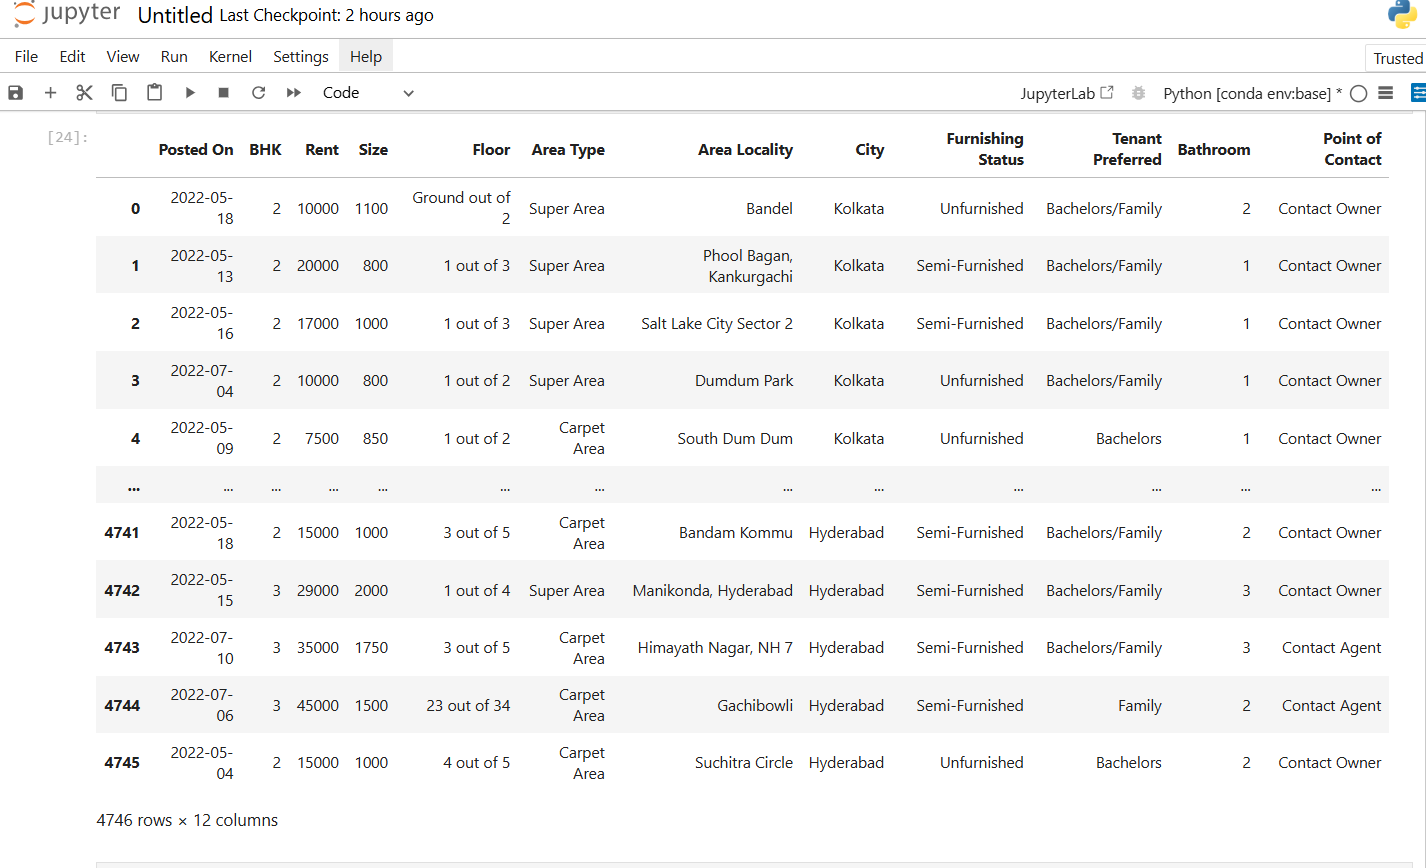 jupyter Untitled Last Checkpoint: 2 hours ago
File Edit View Run Kernel Settings Help
Trusted
Code
JupyterLab
Python [conda env:base] *
[24]:
Posted On BHK Rent Size Floor Area Type Area Locality City Furnishing Status Tenant Preferred Bathroom Point of Contact
0 2022-05-18 2 10000 1100 Ground out of 2 Super Area Bandel Kolkata Unfurnished Bachelors/Family 2 Contact Owner
1 2022-05-13 2 20000 800 1 out of 3 Super Area Phool Bagan, Kankurgachi Kolkata Semi-Furnished Bachelors/Family 1 Contact Owner
2 2022-05-16 2 17000 1000 1 out of 3 Super Area Salt Lake City Sector 2 Kolkata Semi-Furnished Bachelors/Family 1 Contact Owner
3 2022-07-04 2 10000 800 1 out of 2 Super Area Dumdum Park Kolkata Unfurnished Bachelors/Family 1 Contact Owner
4 2022-05-09 2 7500 850 1 out of 2 Carpet Area South Dum Dum Kolkata Unfurnished Bachelors 1 Contact Owner
... ... ... ... ... ... ... ... ... ... ... ... ...
4741 2022-05-18 2 15000 1000 3 out of 5 Carpet Area Bandam Kommu Hyderabad Semi-Furnished Bachelors/Family 2 Contact Owner
4742 2022-05-15 3 29000 2000 1 out of 4 Super Area Manikonda, Hyderabad Hyderabad Semi-Furnished Bachelors/Family 3 Contact Owner
4743 2022-07-10 3 35000 1750 3 out of 5 Carpet Area Himayath Nagar, NH 7 Hyderabad Semi-Furnished Bachelors/Family 3 Contact Agent
4744 2022-07-06 3 45000 1500 23 out of 34 Carpet Area Gachibowli Hyderabad Semi-Furnished Family 2 Contact Agent
4745 2022-05-04 2 15000 1000 4 out of 5 Carpet Area Suchitra Circle Hyderabad Unfurnished Bachelors 2 Contact Owner
4746 rows × 12 columns